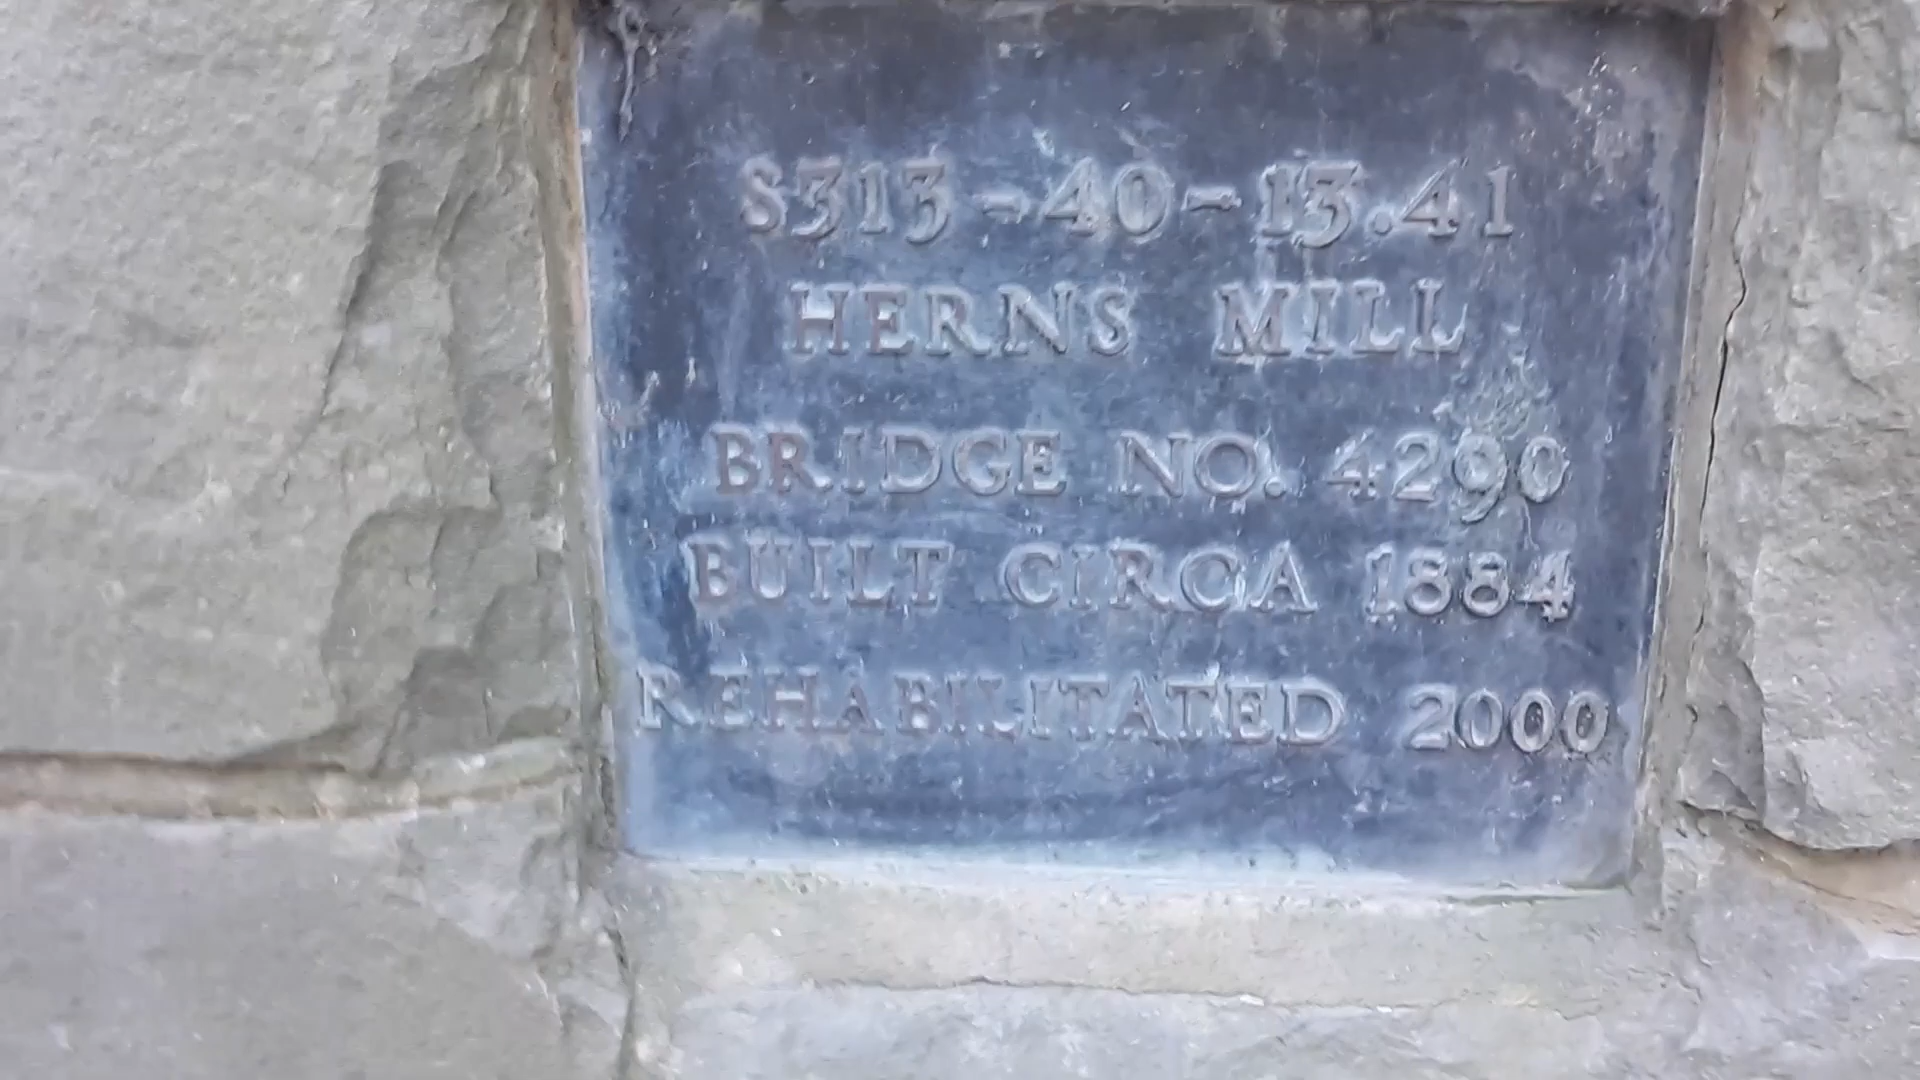 S313-40-13.41
HERNS MILL
BRIDGE NO. 4290
BUILT CIRCA 1884
REHABILITATED 2000